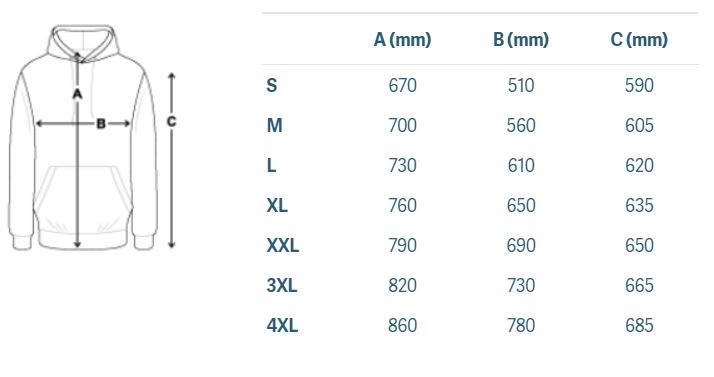 A
B
C
A (mm) B (mm) C (mm)
S 670 510 590
M 700 560 605
L 730 610 620
XL 760 650 635
XXL 790 690 650
3XL 820 730 665
4XL 860 780 685